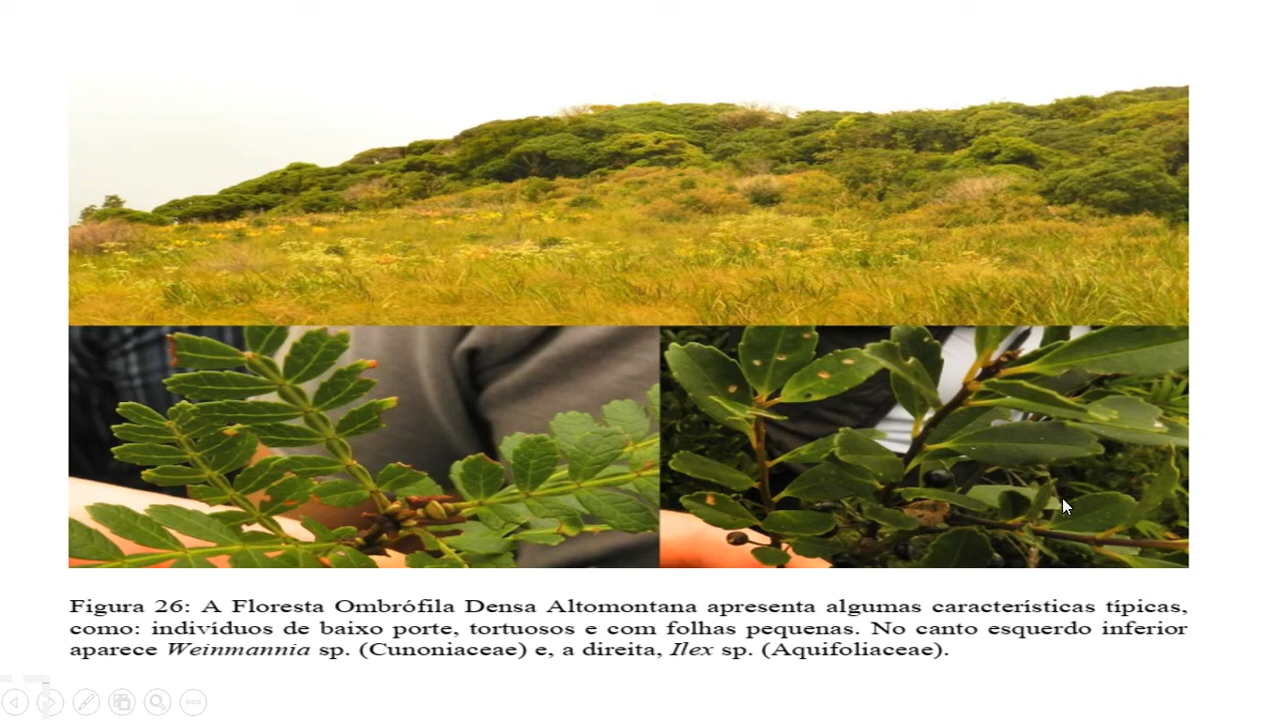 Figura 26: A Floresta Ombrófila Densa Altomontana apresenta algumas características típicas,
como: indivíduos de baixo porte, tortuosos e com folhas pequenas. No canto esquerdo inferior
aparece Weinmannia sp. (Cunoniaceae) e, a direita, Ilex sp. (Aquifoliaceae).